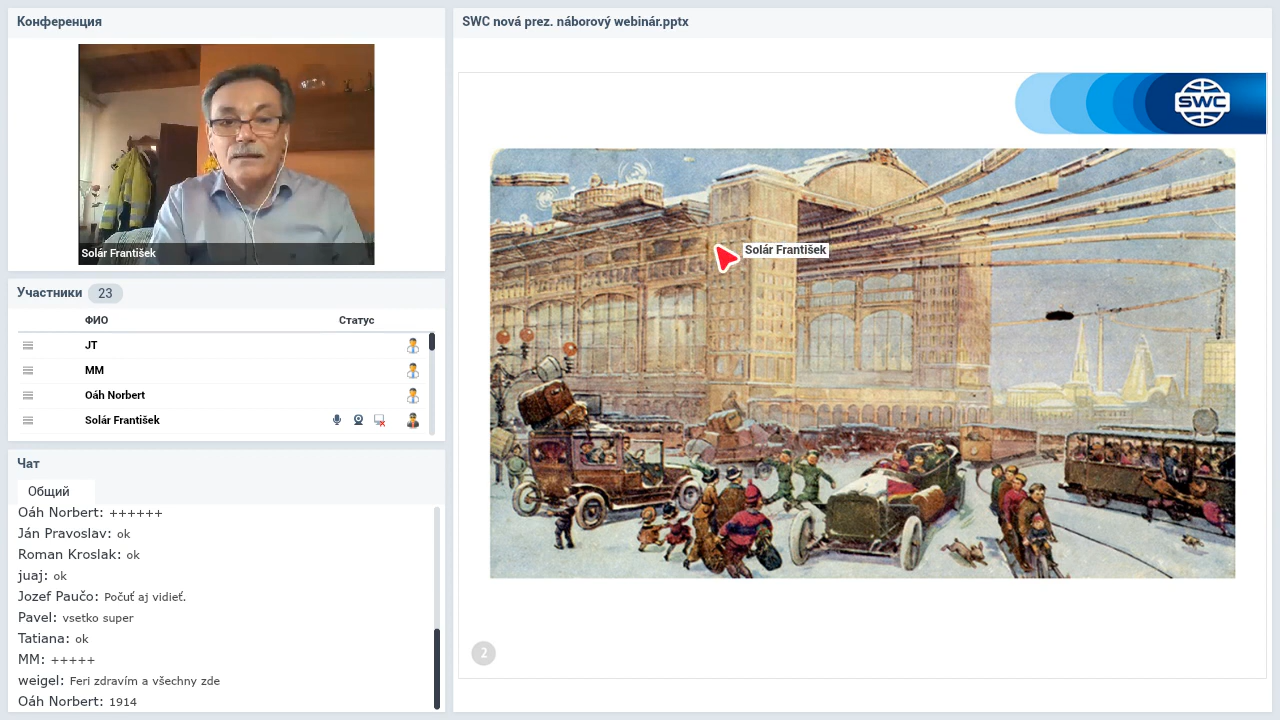 Конференция
Solár František
Участники 23
ФИО Статус
JT
MM
Oáh Norbert
Solár František
Чат
Общий
Oáh Norbert: ++++++
Ján Pravoslav: ok
Roman Kroslak: ok
juaj: ok
Jozef Paučo: Počuť aj vidieť.
Pavel: vsetko super
Tatiana: ok
MM: +++++
weigel: Feri zdravím a všechny zde
Oáh Norbert: 1914
SWC nová prez. náborový webinár.pptx
SWC
Solár František
2